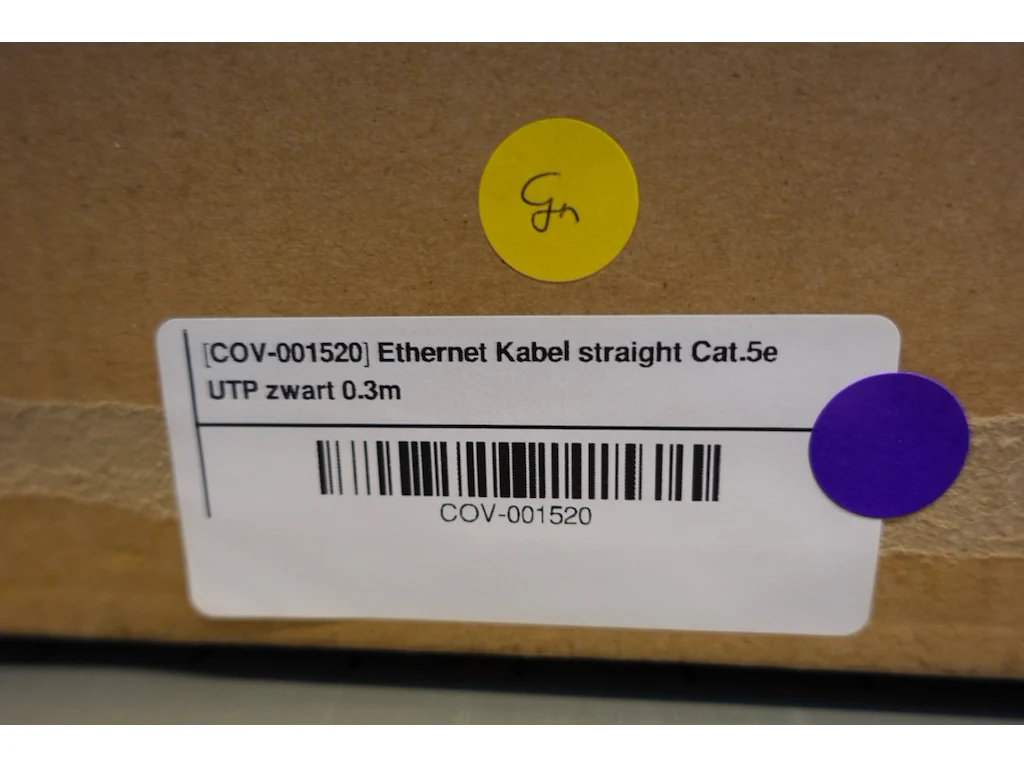 Gn
[COV-001520] Ethernet Kabel straight Cat.5e
UTP zwart 0.3m
COV-001520